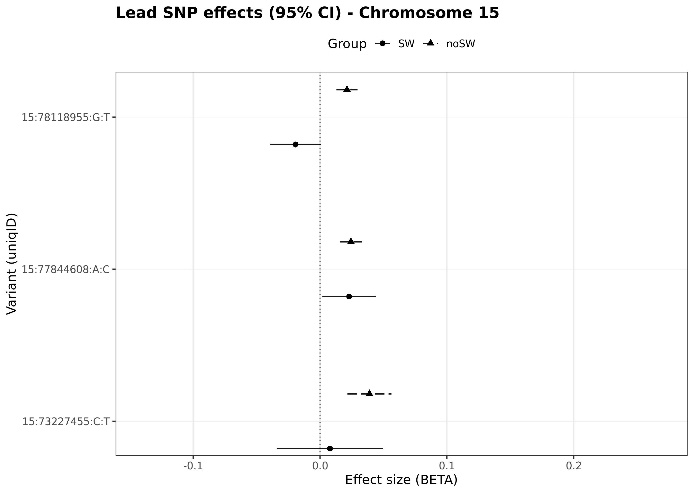 Lead SNP effects (95% CI) - Chromosome 15
Group SW noSW
Variant (uniqID)
15:78118955:G:T
15:77844608:A:C
15:73227455:C:T
-0.1 0.0 0.1 0.2
Effect size (BETA)